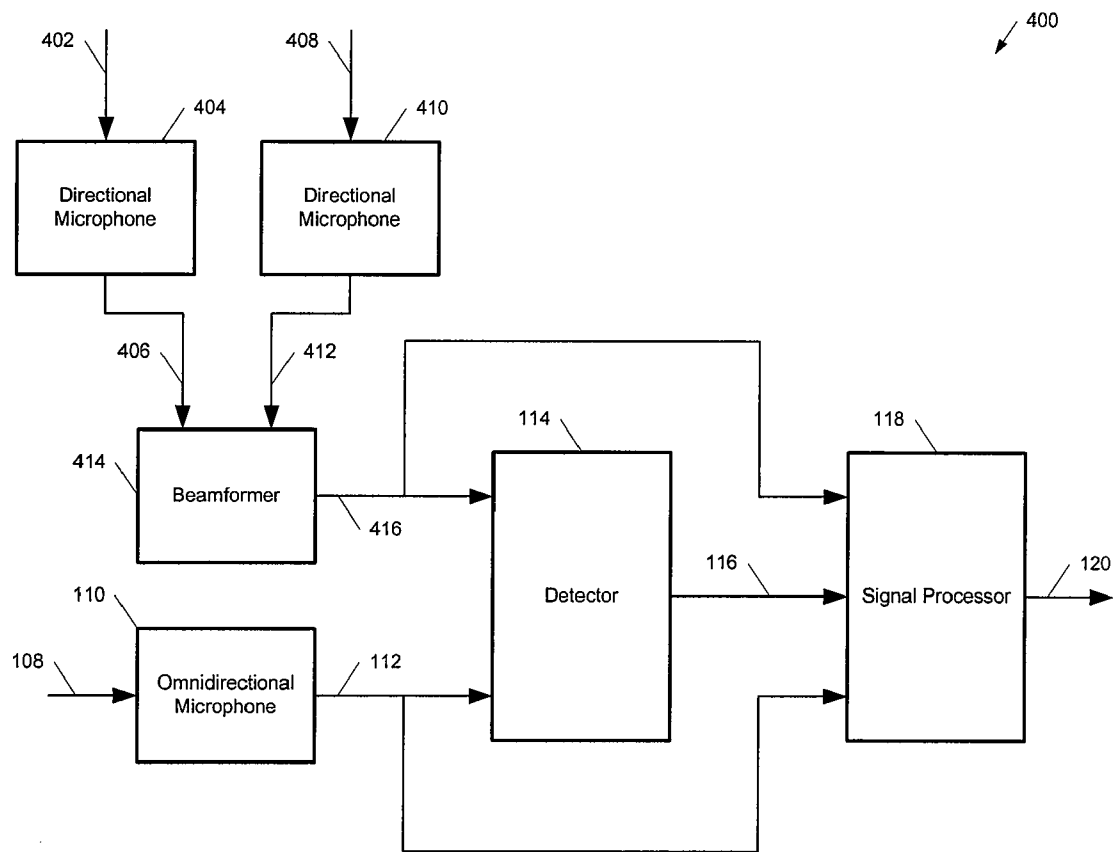 402
408
400
404
410
Directional
Microphone
Directional
Microphone
406
412
114
118
414
Beamformer
416
116
120
Detector
Signal Processor
110
108
Omnidirectional
Microphone
112